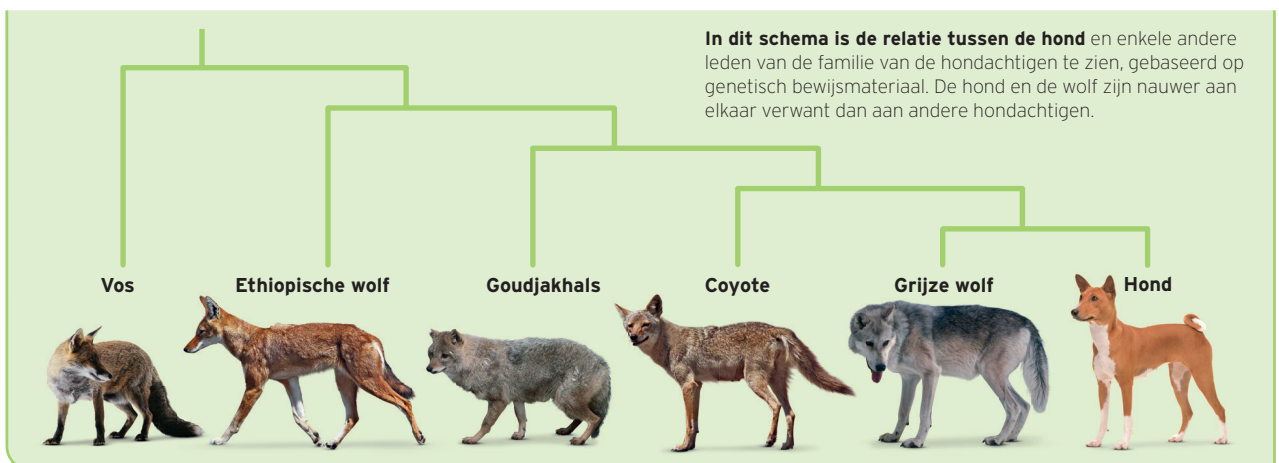 In dit schema is de relatie tussen de hond en enkele andere
leden van de familie van de hondachtigen te zien, gebaseerd op
genetisch bewijsmateriaal. De hond en de wolf zijn nauwer aan
elkaar verwant dan aan andere hondachtigen.
Vos
Ethiopische wolf
Goudjakhals
Coyote
Grijze wolf
Hond